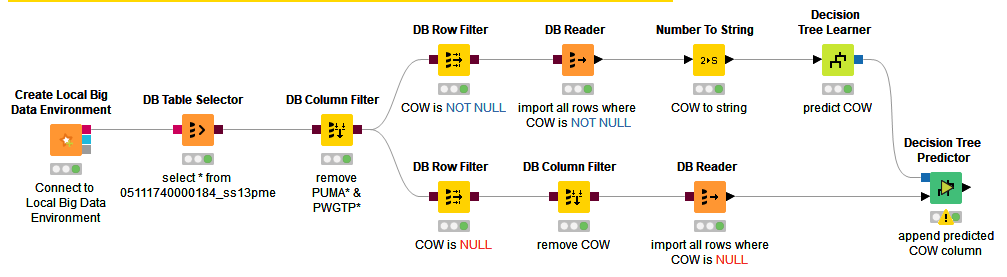 DB Row Filter
COW is NOT NULL
DB Reader
import all rows where
COW is NOT NULL
Number To String
2▸S
COW to string
Decision
Tree Learner
predict COW
Create Local Big
Data Environment
Connect to
Local Big Data
Environment
DB Table Selector
select * from
05111740000184_ss13pme
DB Column Filter
remove
PUMA* &
PWGTP*
DB Row Filter
COW is NULL
DB Column Filter
remove COW
DB Reader
import all rows where
COW is NULL
Decision Tree
Predictor
append predicted
COW column